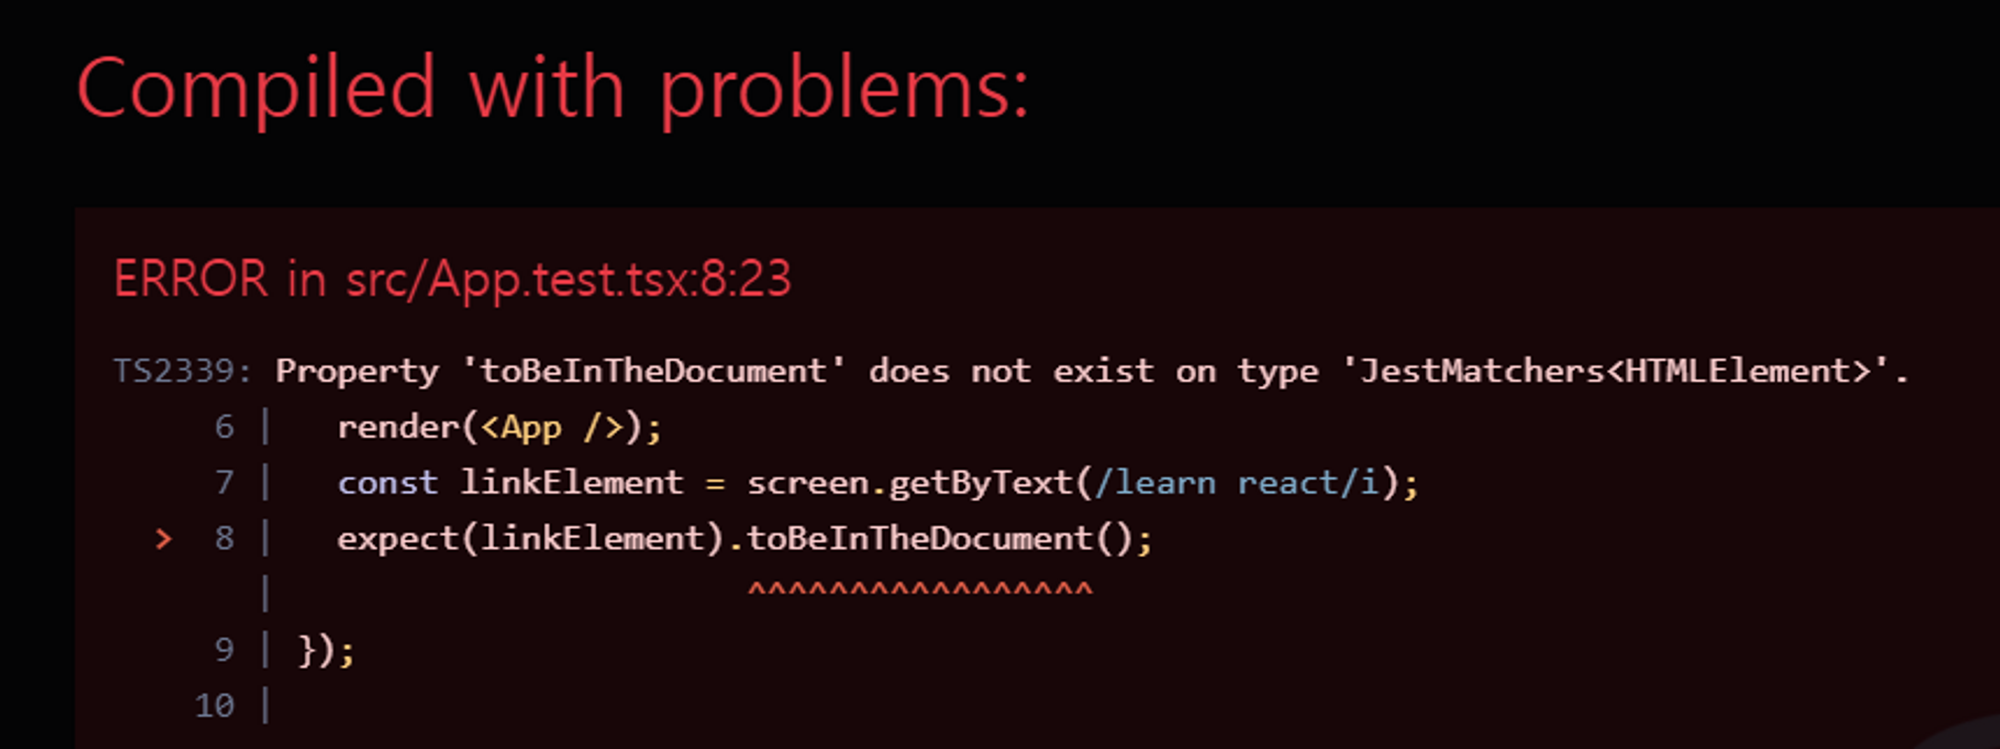 Compiled with problems:
ERROR in src/App.test.tsx:8:23
TS2339: Property 'toBeInTheDocument' does not exist on type 'JestMatchers<HTMLElement>'.
6 |   render(<App />);
7 |   const linkElement = screen.getByText(/learn react/i);
> 8 |   expect(linkElement).toBeInTheDocument();
|                       ^^^^^^^^^^^^^^^^^
9 | });
10 |